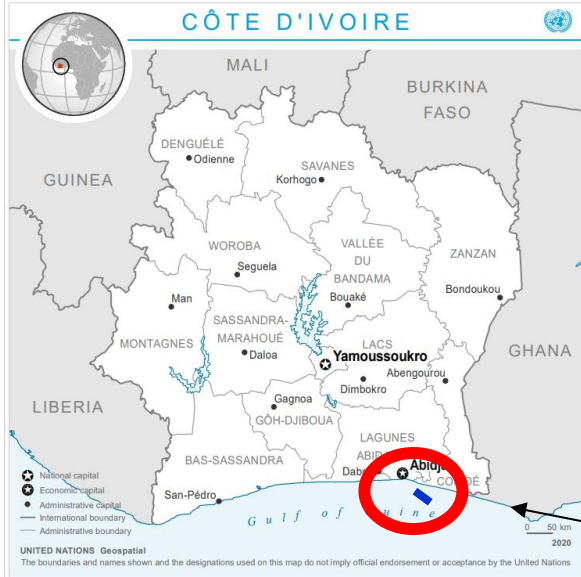 CÔTE D'IVOIRE
MALI
BURKINA
FASO
DENGUÉLÉ
Odienne
SAVANES
Korhogo
GUINEA
WOROBA
Seguela
VALLÉE
DU
BANDAMA
Bouaké
ZANZAN
Bondoukou
Man
MONTAGNES
SASSANDRA-
MARAHOUÉ
Daloa
LACS
Yamoussoukro
Dimbokro
Abengourou
GHANA
LIBERIA
Gagnoa
GÔH-DJIBOUA
LAGUNES
BAS-SASSANDRA
San-Pédro
Gulf of
National capital
Economic capital
Administrative capital
International boundary
Administrative boundary
0 50 km
2020
UNITED NATIONS Geospatial
The boundaries and names shown and the designations used on this map do not imply official endorsement or acceptance by the United Nations